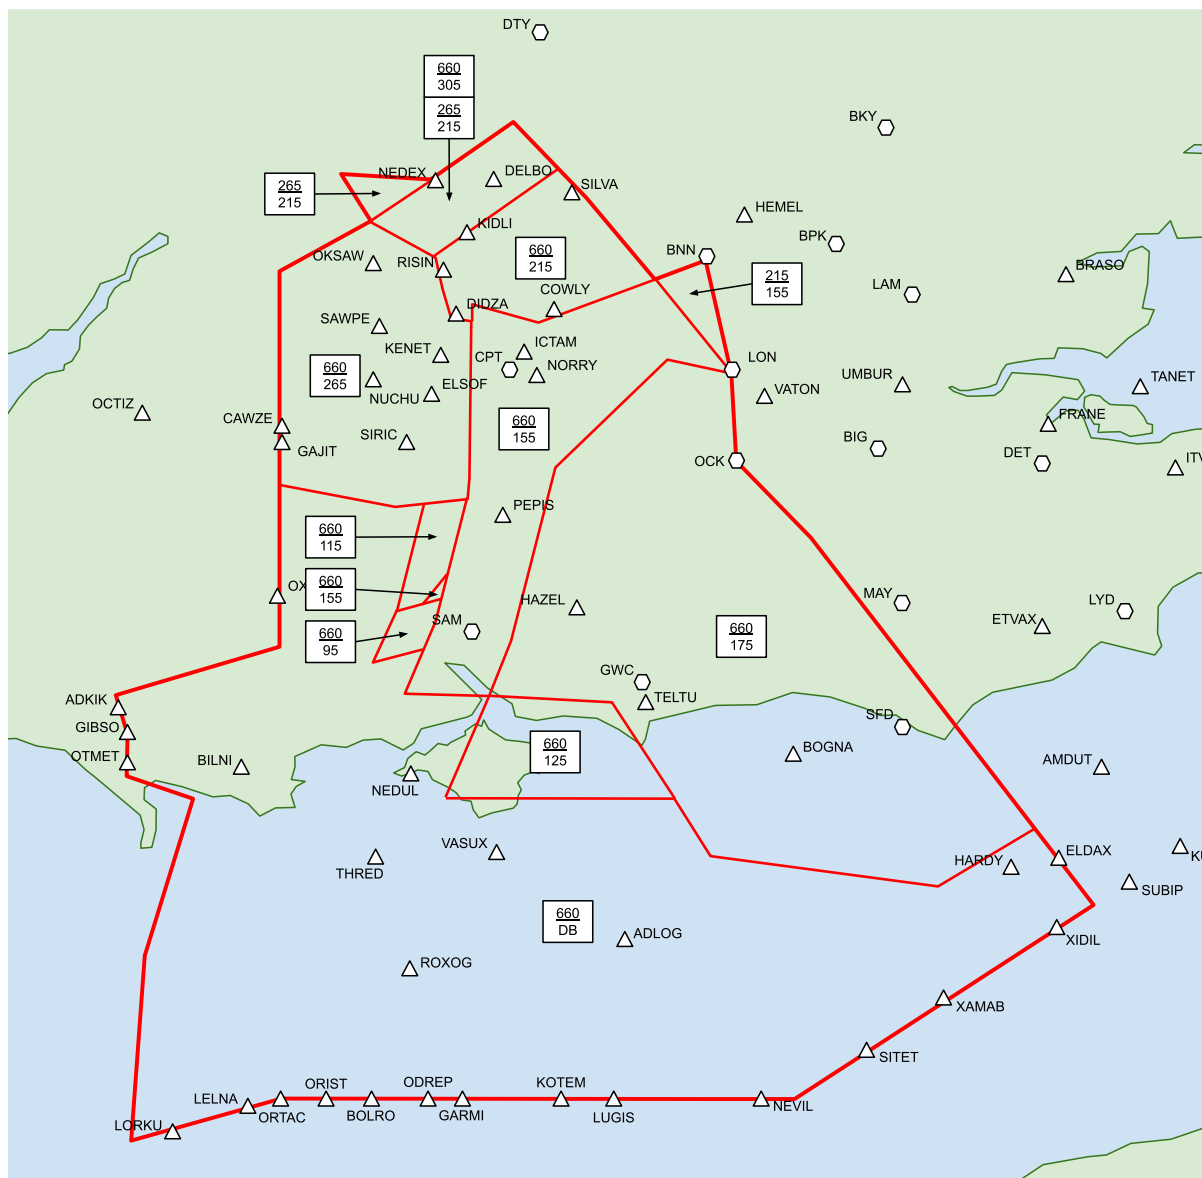 DTY
660
305
265
215
BKY
NEDEX
DELBO
265
215
SILVA
HEMEL
KIDLI
BPK
OKSAW
RISIN
660
215
BNN
BRASO
215
155
LAM
COWLY
DIDZA
SAWPE
KENET
CPT
ICTAM
NORRY
LON
660
265
NUCHU
ELSOF
VATON
UMBUR
TANET
OCTIZ
CAWZE
GAJIT
SIRIC
660
155
FRANE
OCK
BIG
DET
ITV
PEPIS
660
115
660
155
OX
HAZEL
MAY
LYD
ETVAX
660
95
SAM
660
175
GWC
TELTU
ADKIK
GIBSO
OTMET
BILNI
SFD
NEDUL
660
125
BOGNA
AMDUT
VASUX
THRED
HARDY
ELDAX
KU
SUBIP
660
DB
ADLOG
XIDIL
ROXOG
XAMAB
SITET
LELNA
ORTAC
ORIST
BOLRO
ODREP
GARMI
KOTEM
LUGIS
NEVIL
LORKU